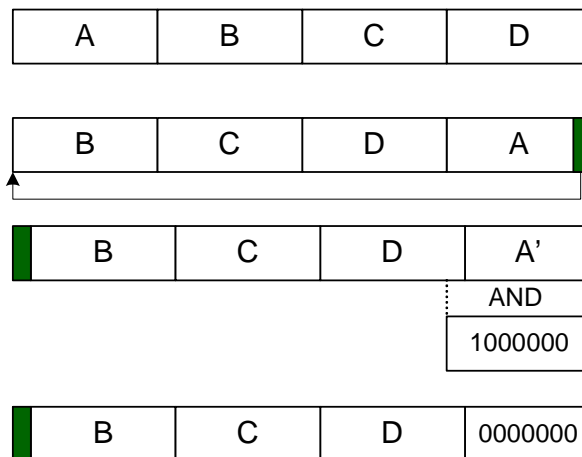 A B C D
B C D A
B C D A’
AND
1000000
B C D 0000000